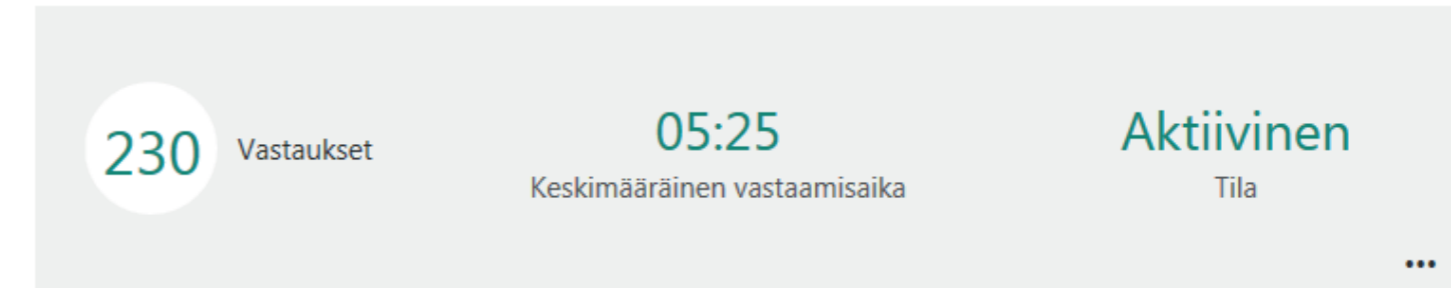 230 Vastaukset
05:25
Keskimääräinen vastaamisaika
Aktiivinen
Tila